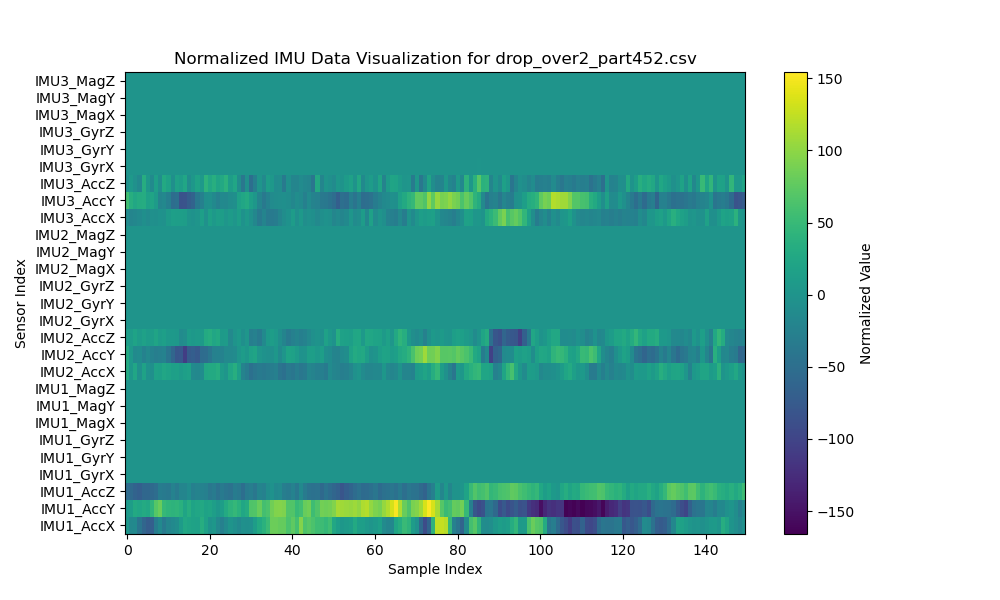 Normalized IMU Data Visualization for drop_over2_part452.csv
IMU3_MagZ
IMU3_MagY
IMU3_MagX
IMU3_GyrZ
IMU3_GyrY
IMU3_GyrX
IMU3_AccZ
IMU3_AccY
IMU3_AccX
IMU2_MagZ
IMU2_MagY
IMU2_MagX
IMU2_GyrZ
IMU2_GyrY
IMU2_GyrX
IMU2_AccZ
IMU2_AccY
IMU2_AccX
IMU1_MagZ
IMU1_MagY
IMU1_MagX
IMU1_GyrZ
IMU1_GyrY
IMU1_GyrX
IMU1_AccZ
IMU1_AccY
IMU1_AccX
Sensor Index
0 20 40 60 80 100 120 140
Sample Index
150
100
50
0
−50
−100
−150
Normalized Value